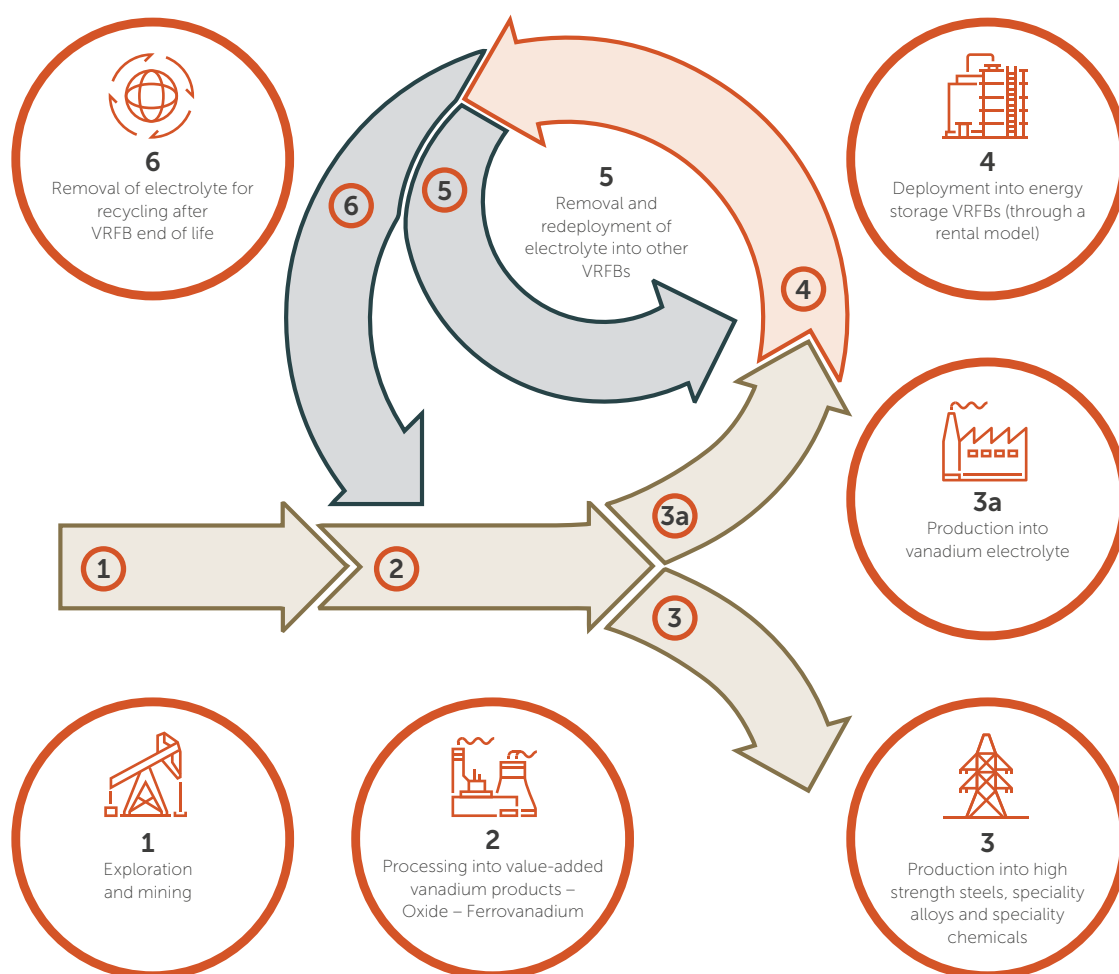 6
Removal of electrolyte for
recycling after
VRFB end of life
6
5
5
Removal and
redeployment of
electrolyte into other
VRFBs
4
4
Deployment into energy
storage VRFBs (through a
rental model)
3a
Production into
vanadium electrolyte
1
2
3a
3
1
Exploration
and mining
2
Processing into value-added
vanadium products –
Oxide – Ferrovanadium
3
Production into high
strength steels, speciality
alloys and speciality
chemicals